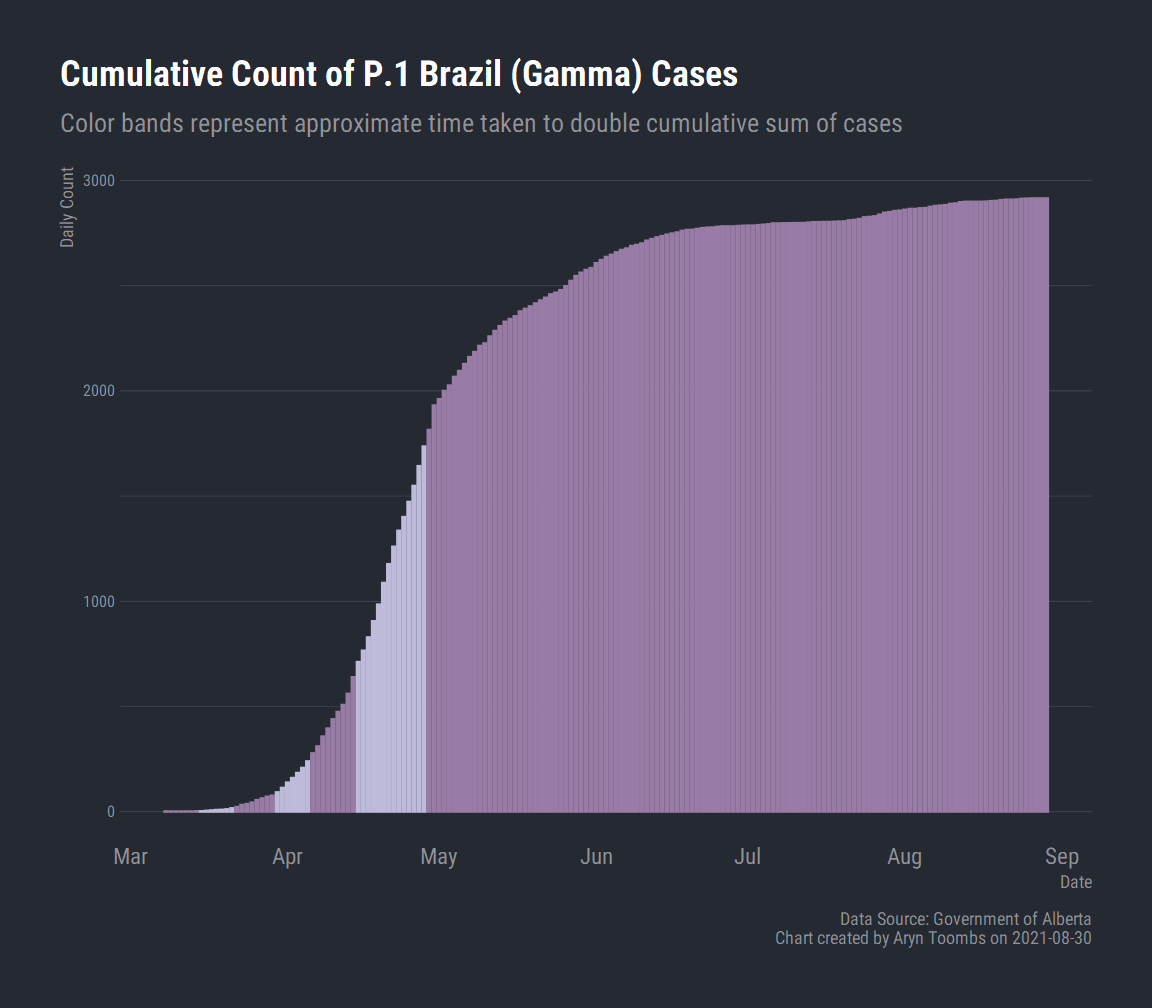 Cumulative Count of P.1 Brazil (Gamma) Cases
Color bands represent approximate time taken to double cumulative sum of cases
Daily Count
3000
2000
1000
0
Mar Apr May Jun Jul Aug Sep
Date
Data Source: Government of Alberta
Chart created by Aryn Toombs on 2021-08-30